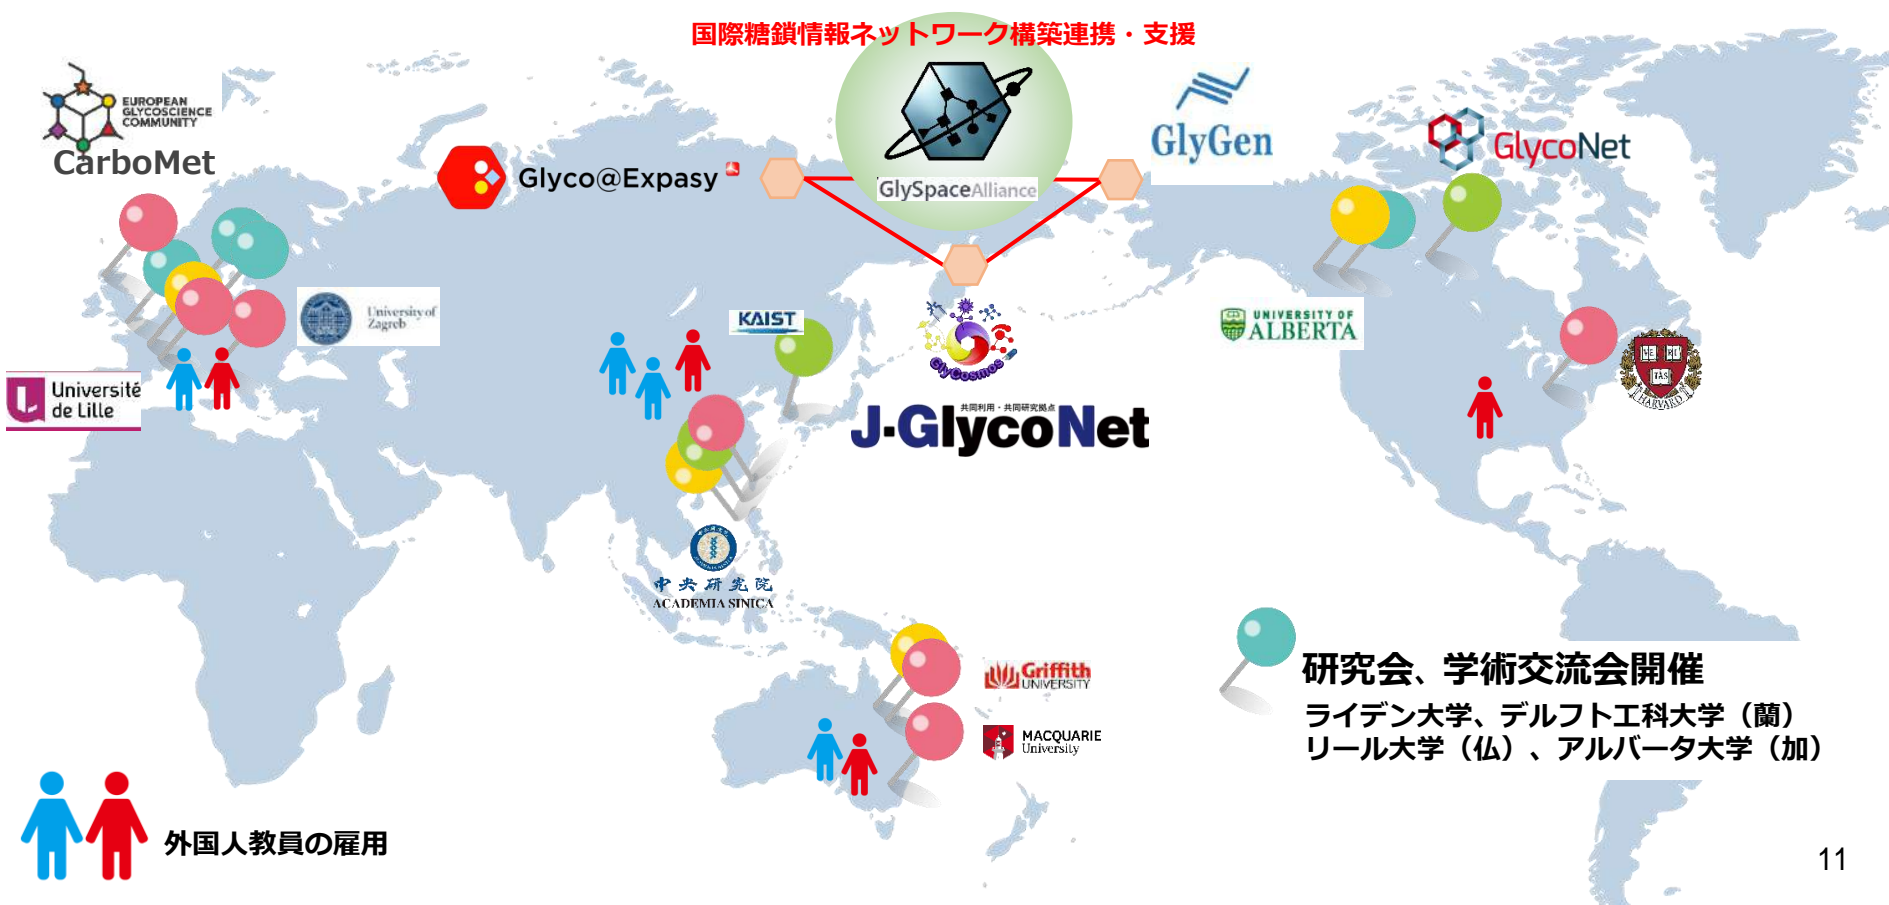 国際糖鎖情報ネットワーク構築連携・支援
EUROPEAN
GLYCOSCIENCE
COMMUNITY
CarboMet
Glyco@Expasy
GlySpaceAlliance
GlyGen
GlycoNet
University of
Zagreb
KAIST
GlyCosmos
UNIVERSITY OF
ALBERTA
VE RI
TAS
HARVARD
Université
de Lille
共同利用・共同研究拠点
J-GlycoNet
中央研究院
ACADEMIA SINICA
Griffith
UNIVERSITY
MACQUARIE
University
研究会、学術交流会開催
ライデン大学、デルフト工科大学（蘭）
リール大学（仏）、アルバータ大学（加）
外国人教員の雇用
11